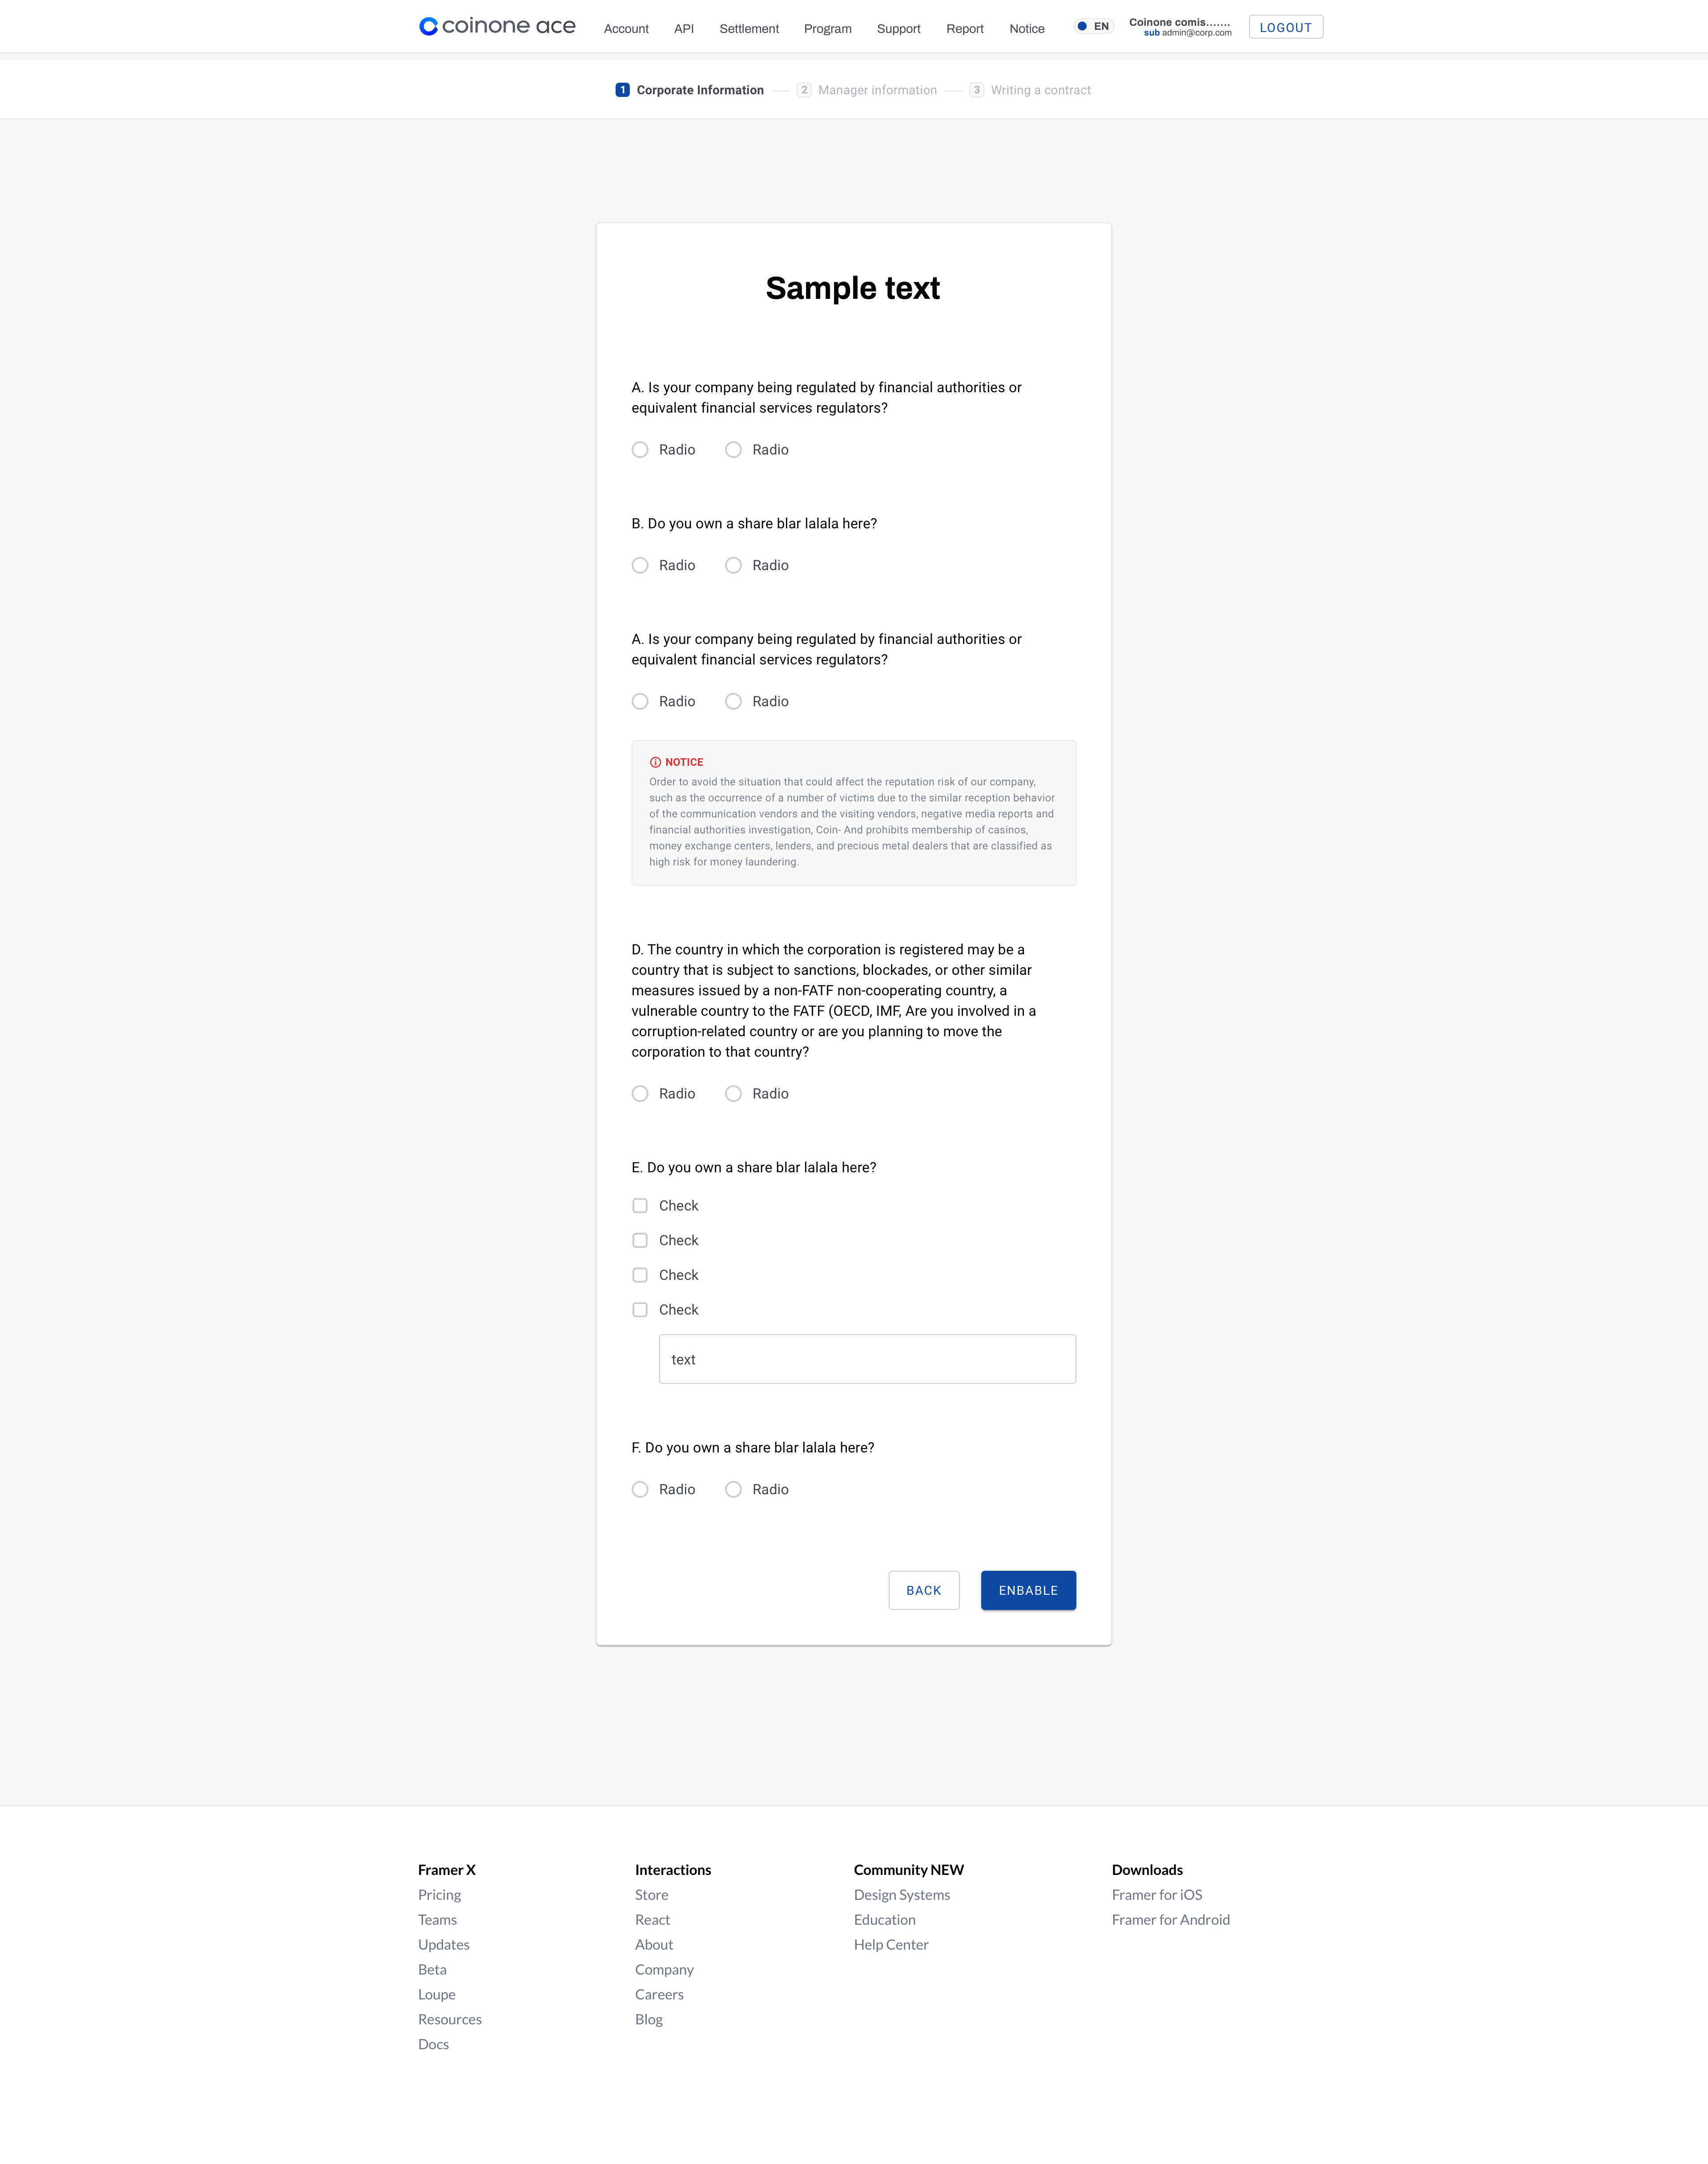 coinone ace Account API Settlement Program Support Report Notice EN Coinone comis....... LOGOUT
sub admin@corp.com
1 Corporate Information 2 Manager information 3 Writing a contract
Sample text
A. Is your company being regulated by financial authorities or
equivalent financial services regulators?
Radio Radio
B. Do you own a share blar lalala here?
Radio Radio
A. Is your company being regulated by financial authorities or
equivalent financial services regulators?
Radio Radio
NOTICE
Order to avoid the situation that could affect the reputation risk of our company,
such as the occurrence of a number of victims due to the similar reception behavior
of the communication vendors and the visiting vendors, negative media reports and
financial authorities investigation, Coin- And prohibits membership of casinos,
money exchange centers, lenders, and precious metal dealers that are classified as
high risk for money laundering.
D. The country in which the corporation is registered may be a
country that is subject to sanctions, blockades, or other similar
measures issued by a non-FATF non-cooperating country, a
vulnerable country to the FATF (OECD, IMF, Are you involved in a
corruption-related country or are you planning to move the
corporation to that country?
Radio Radio
E. Do you own a share blar lalala here?
Check
Check
Check
Check
text
F. Do you own a share blar lalala here?
Radio Radio
BACK ENBABLE
Framer X
Pricing
Teams
Updates
Beta
Loupe
Resources
Docs
Interactions
Store
React
About
Company
Careers
Blog
Community NEW
Design Systems
Education
Help Center
Downloads
Framer for iOS
Framer for Android